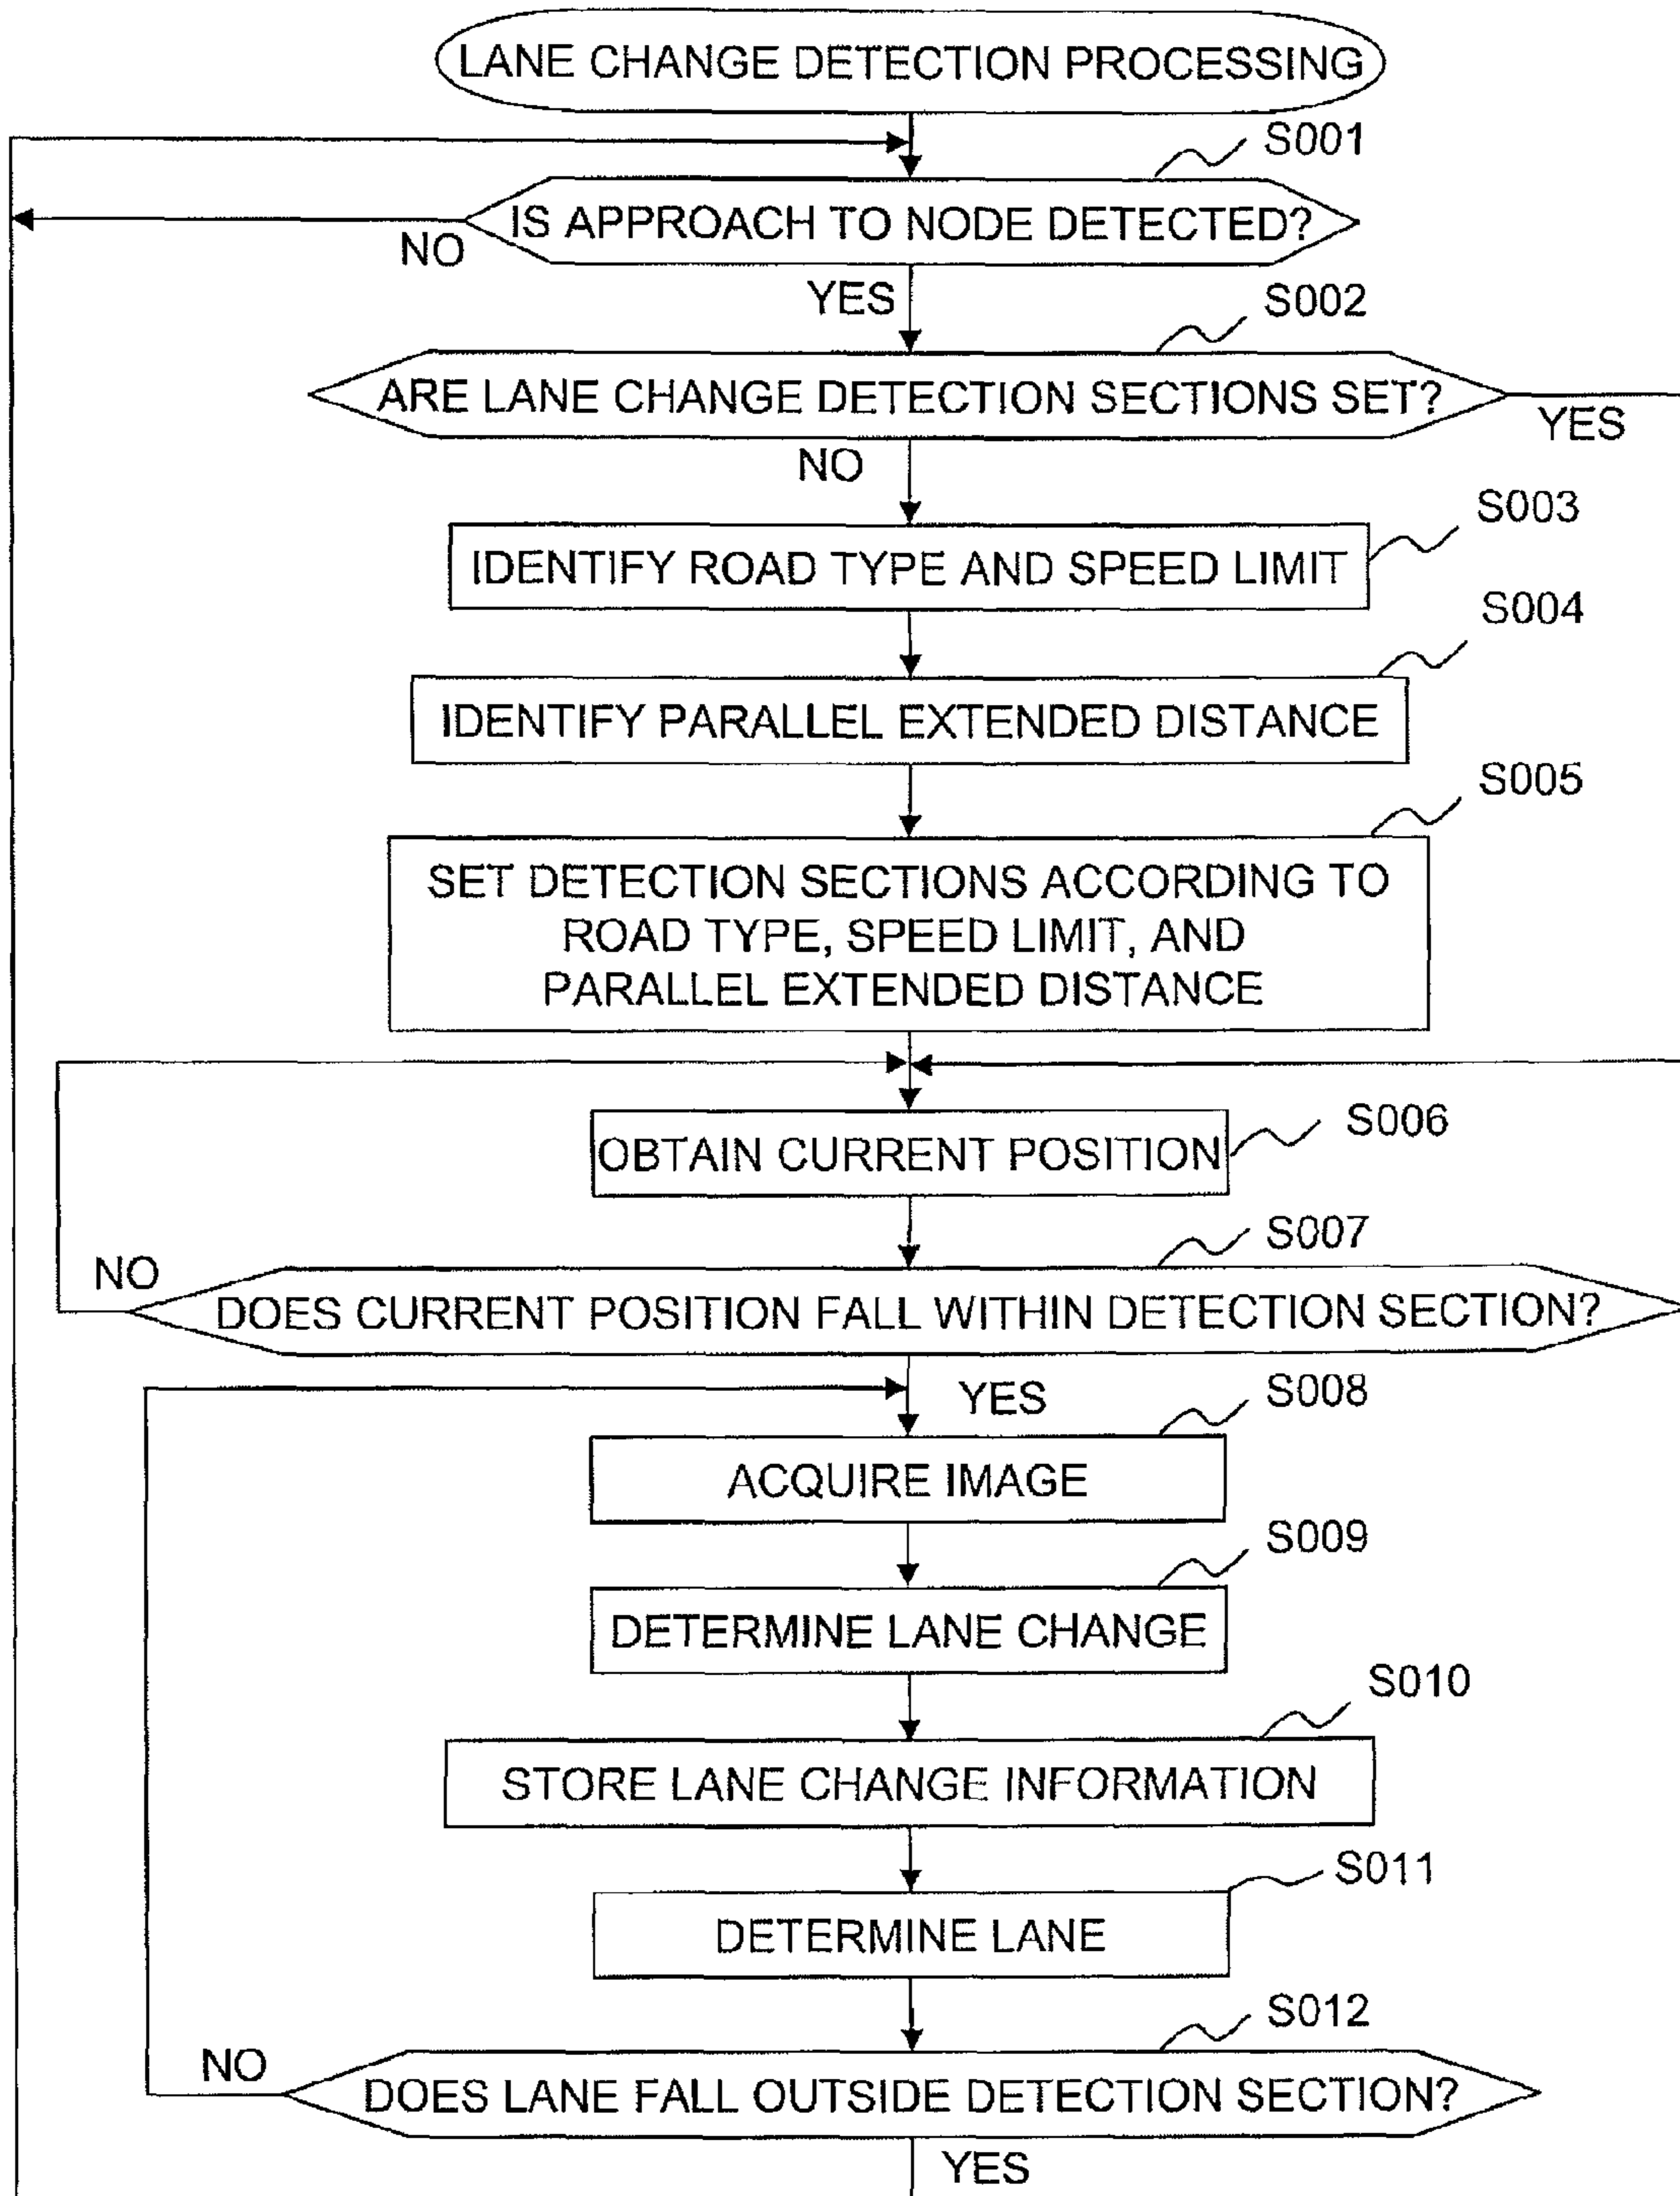 LANE CHANGE DETECTION PROCESSING
S001
IS APPROACH TO NODE DETECTED?
NO
YES
S002
ARE LANE CHANGE DETECTION SECTIONS SET?
YES
NO
S003
IDENTIFY ROAD TYPE AND SPEED LIMIT
S004
IDENTIFY PARALLEL EXTENDED DISTANCE
S005
SET DETECTION SECTIONS ACCORDING TO
ROAD TYPE, SPEED LIMIT, AND
PARALLEL EXTENDED DISTANCE
S006
OBTAIN CURRENT POSITION
S007
NO
DOES CURRENT POSITION FALL WITHIN DETECTION SECTION?
YES
S008
ACQUIRE IMAGE
S009
DETERMINE LANE CHANGE
S010
STORE LANE CHANGE INFORMATION
S011
DETERMINE LANE
S012
NO
DOES LANE FALL OUTSIDE DETECTION SECTION?
YES